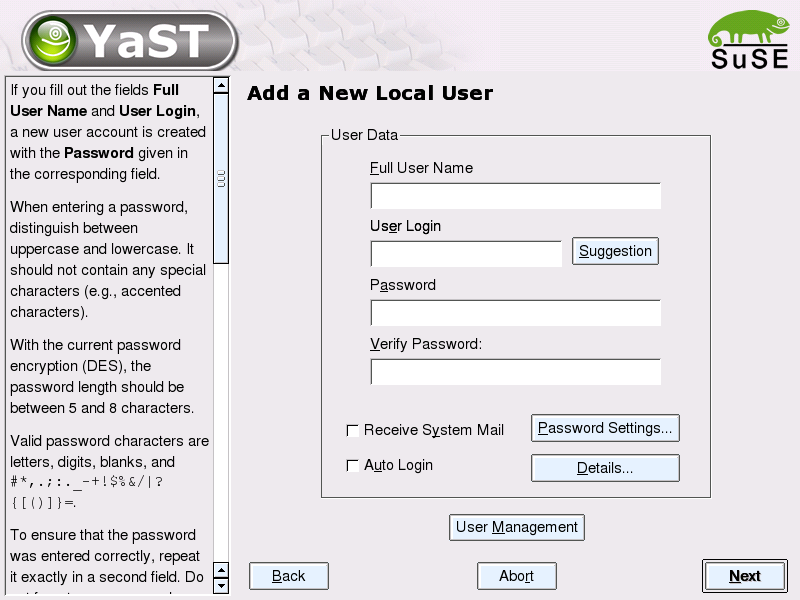 YaST
SuSE
If you fill out the fields Full
User Name and User Login,
a new user account is created
with the Password given in
the corresponding field.
When entering a password,
distinguish between
uppercase and lowercase. It
should not contain any special
characters (e.g., accented
characters).
With the current password
encryption (DES), the
password length should be
between 5 and 8 characters.
Valid password characters are
letters, digits, blanks, and
#*,.;:._-+!$%&/|?
{[()]}=.
To ensure that the password
was entered correctly, repeat
it exactly in a second field. Do
Add a New Local User
User Data
Full User Name
User Login
Suggestion
Password
Verify Password:
Receive System Mail
Password Settings...
Auto Login
Details...
User Management
Back
Abort
Next